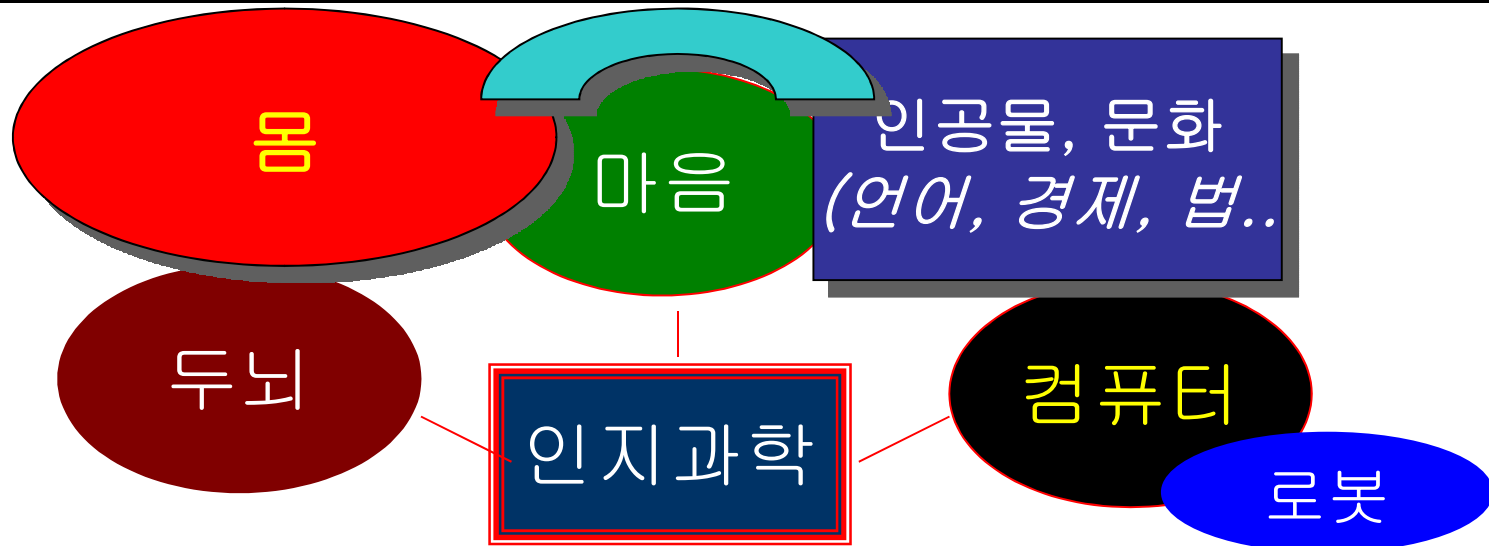 몸
마음
인공물, 문화
(언어, 경제, 법..
두뇌
인지과학
컴퓨터
로봇